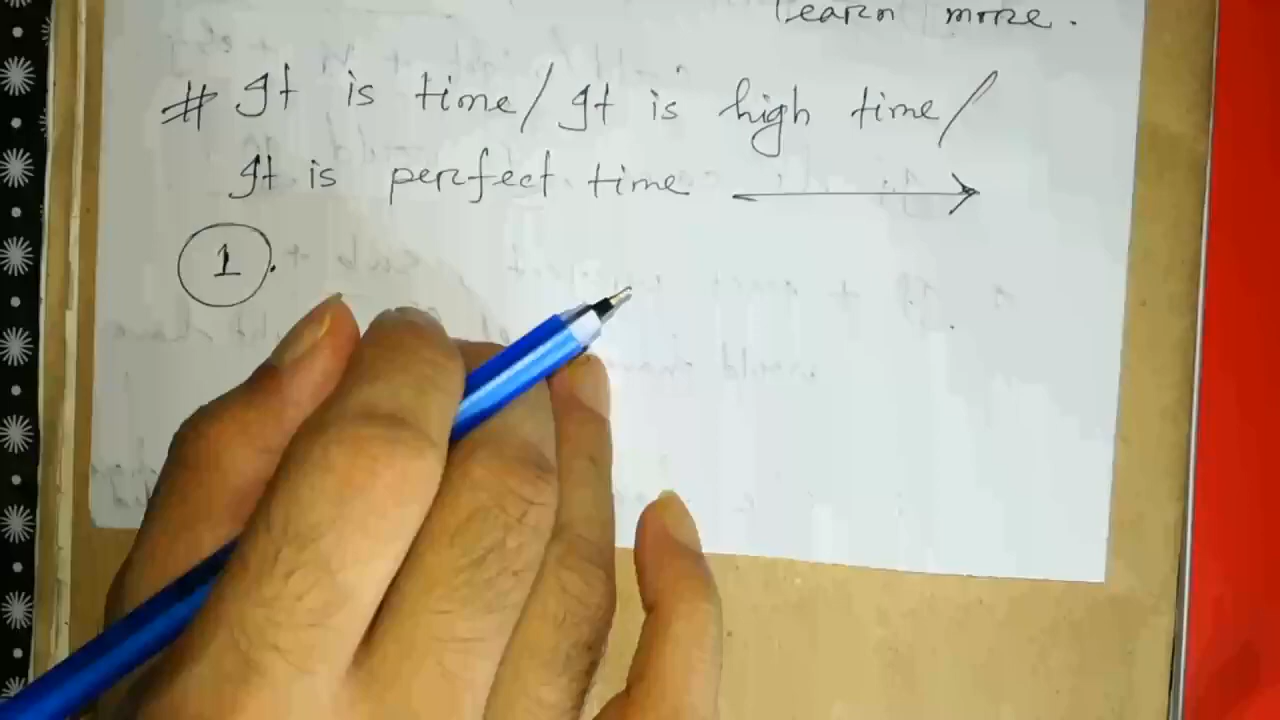 learn more.
# It is time/It is high time/
It is perfect time →
1.